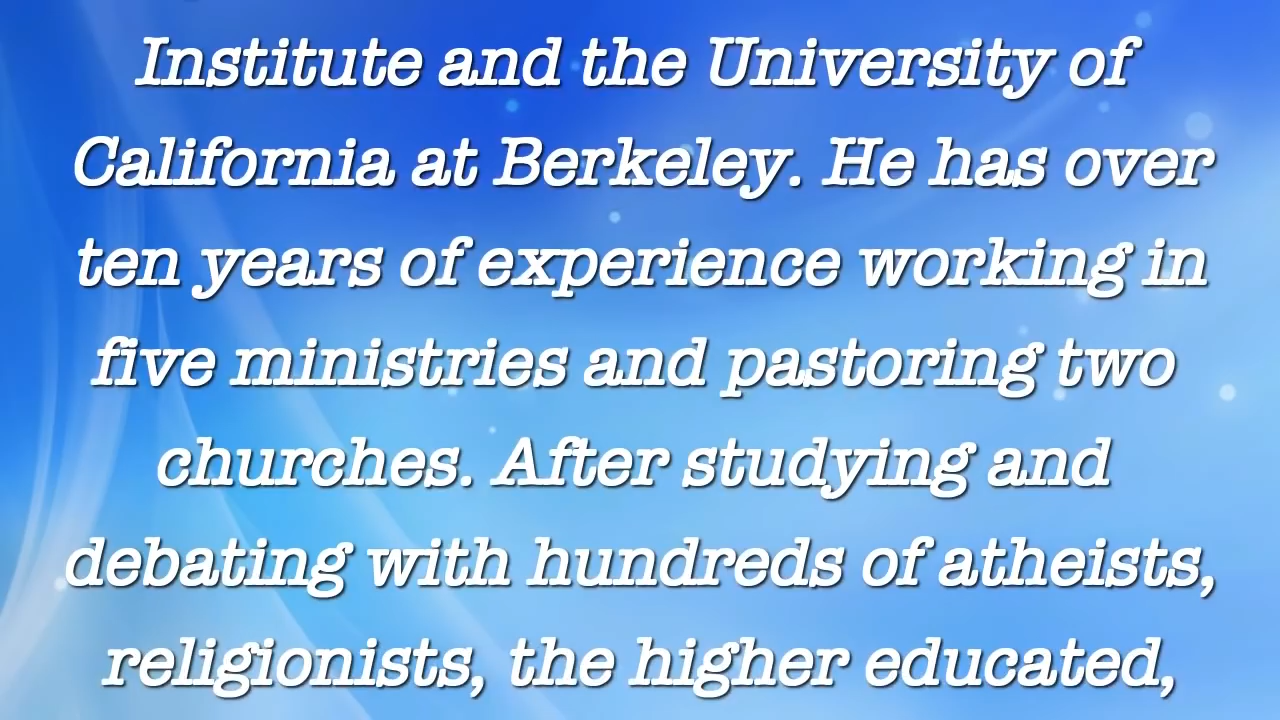 Institute and the University of
California at Berkeley. He has over
ten years of experience working in
five ministries and pastoring two
churches. After studying and
debating with hundreds of atheists,
religionists, the higher educated,